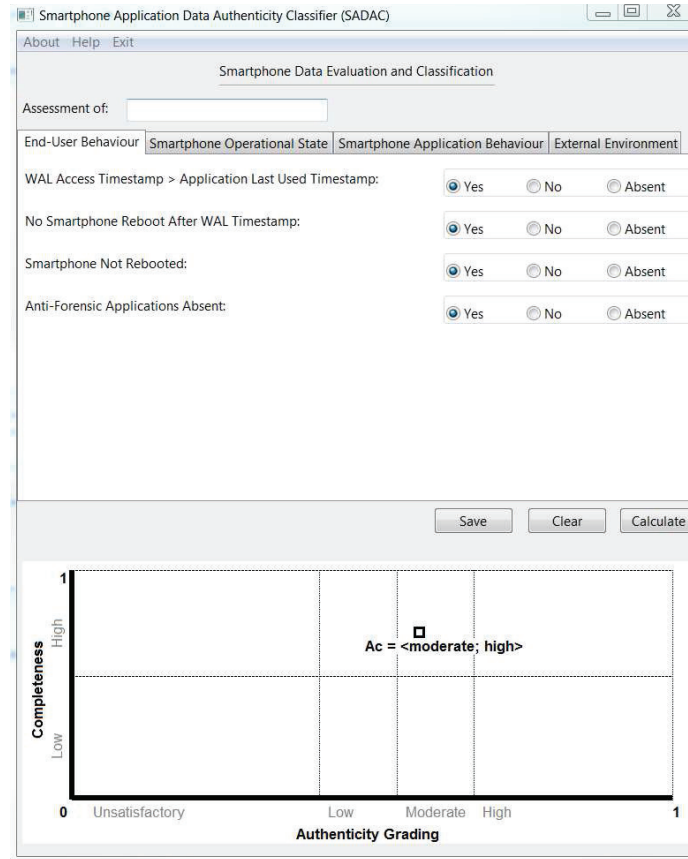 Smartphone Application Data Authenticity Classifier (SADAC)
About Help Exit
Smartphone Data Evaluation and Classification
Assessment of:
End-User Behaviour Smartphone Operational State Smartphone Application Behaviour External Environment
WAL Access Timestamp > Application Last Used Timestamp: Yes No Absent
No Smartphone Reboot After WAL Timestamp: Yes No Absent
Smartphone Not Rebooted: Yes No Absent
Anti-Forensic Applications Absent: Yes No Absent
Save Clear Calculate
1
High
Completeness
Low
Ac = <moderate; high>
0 Unsatisfactory Low Moderate High 1
Authenticity Grading